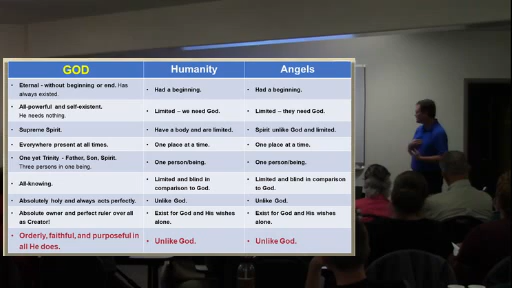 GOD
Humanity
Angels
• Eternal - without beginning or end. Has
always existed.
• Had a beginning.
• Had a beginning.
• All-powerful and self-existent.
He needs nothing.
• Limited – we need God.
• Limited – they need God.
• Supreme Spirit.
• Have a body and are limited.
• Spirit unlike God and limited.
• Everywhere present at all times.
• One place at a time.
• One place at a time.
• One yet Trinity - Father, Son, Spirit.
Three persons in one being.
• One person/being.
• One person/being.
• All-knowing.
• Limited and blind in
comparison to God.
• Limited and blind in comparison
to God.
• Absolutely holy and always acts perfectly.
• Unlike God.
• Unlike God.
• Absolute owner and perfect ruler over all
as Creator!
• Exist for God and His wishes
alone.
• Exist for God and His wishes
alone.
• Orderly, faithful, and purposeful in
all He does.
• Unlike God.
• Unlike God.